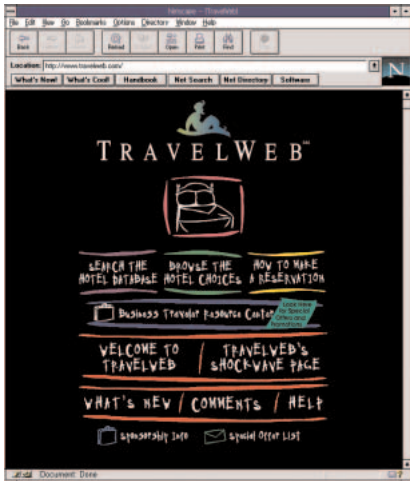 Netscape - [TravelWeb]
File Edit View Go Bookmarks Options Directory Window Help
Back Reload Open Print Find
Location: http://www.travelweb.com/
What's New! What's Cool! Handbook Net Search Net Directory Software
TRAVELWEB
SEARCH THE HOTEL DATABASE
BROWSE THE HOTEL CHOICES
HOW TO MAKE A RESERVATION
Business Traveler Resource Center
Look Here
for Special
Offers and
Promotions
WELCOME TO TRAVELWEB
TRAVELWEB'S SHOCKWAVE PAGE
WHAT'S NEW / COMMENTS / HELP
Sponsorship Info Special Offer List
Document: Done